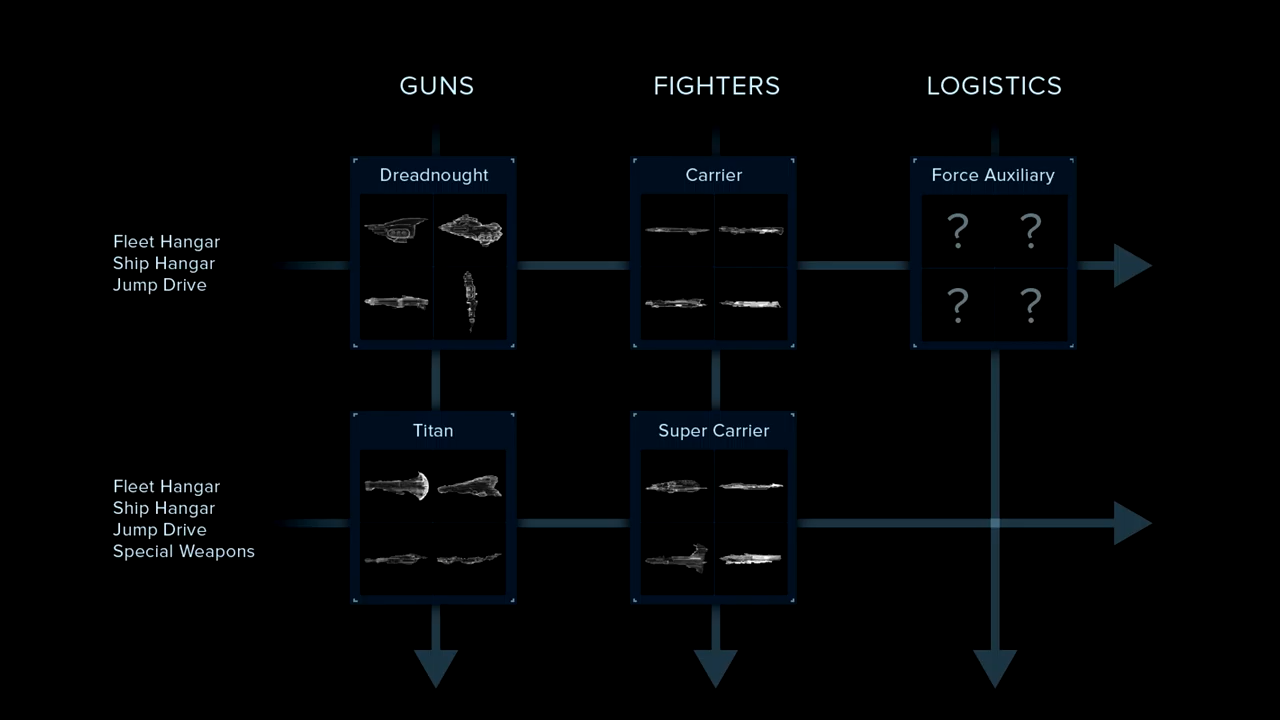 GUNS
FIGHTERS
LOGISTICS
Dreadnought
Carrier
Force Auxiliary
? ?
? ?
Fleet Hangar
Ship Hangar
Jump Drive
Titan
Super Carrier
Fleet Hangar
Ship Hangar
Jump Drive
Special Weapons